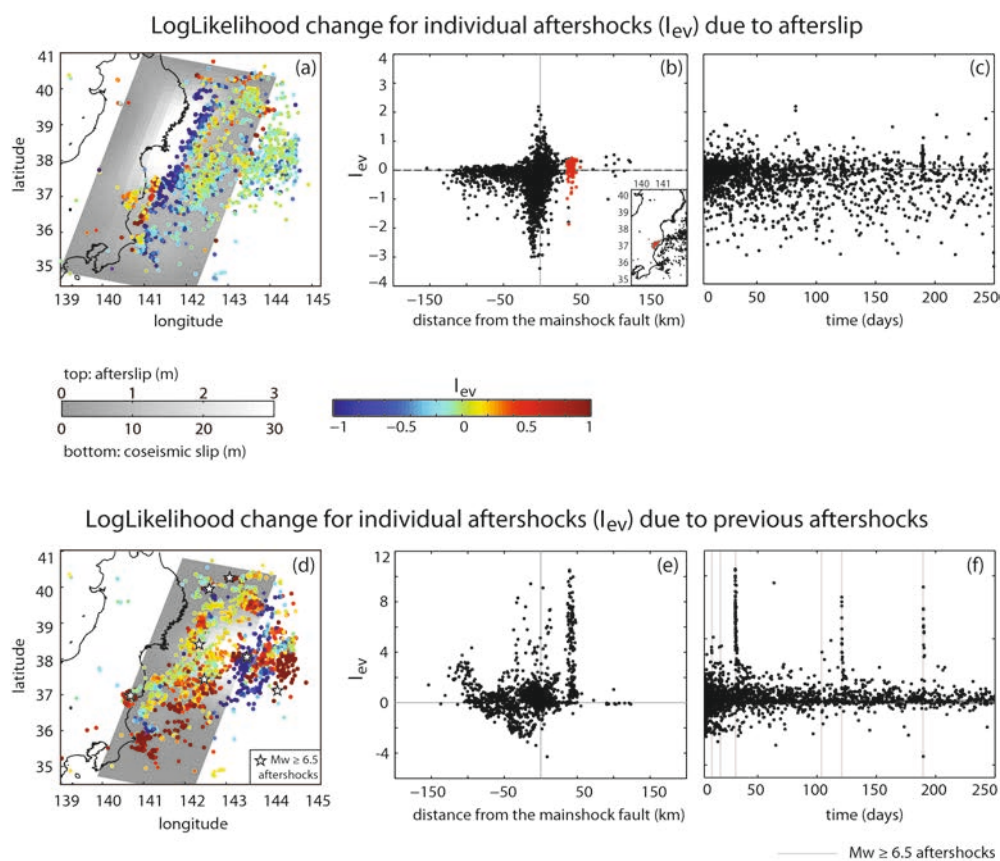 LogLikelihood change for individual aftershocks (I_ev) due to afterslip
41
40
39
38
37
36
35
latitude
(a)
139 140 141 142 143 144 145
longitude
4
3
2
1
0
−1
−2
−3
−4
I_ev
(b)
140 141
40
39
38
37
36
35
−150 −50 0 50 150
distance from the mainshock fault (km)
(c)
0 50 100 150 200 250
time (days)
top: afterslip (m)
0 1 2 3
0 10 20 30
bottom: coseismic slip (m)
I_ev
−1 −0.5 0 0.5 1
LogLikelihood change for individual aftershocks (I_ev) due to previous aftershocks
41
40
39
38
37
36
35
latitude
(d)
Mw ≥ 6.5
aftershocks
139 140 141 142 143 144 145
longitude
12
8
4
0
−4
I_ev
(e)
−150 −50 0 50 150
distance from the mainshock fault (km)
(f)
0 50 100 150 200 250
time (days)
Mw ≥ 6.5 aftershocks